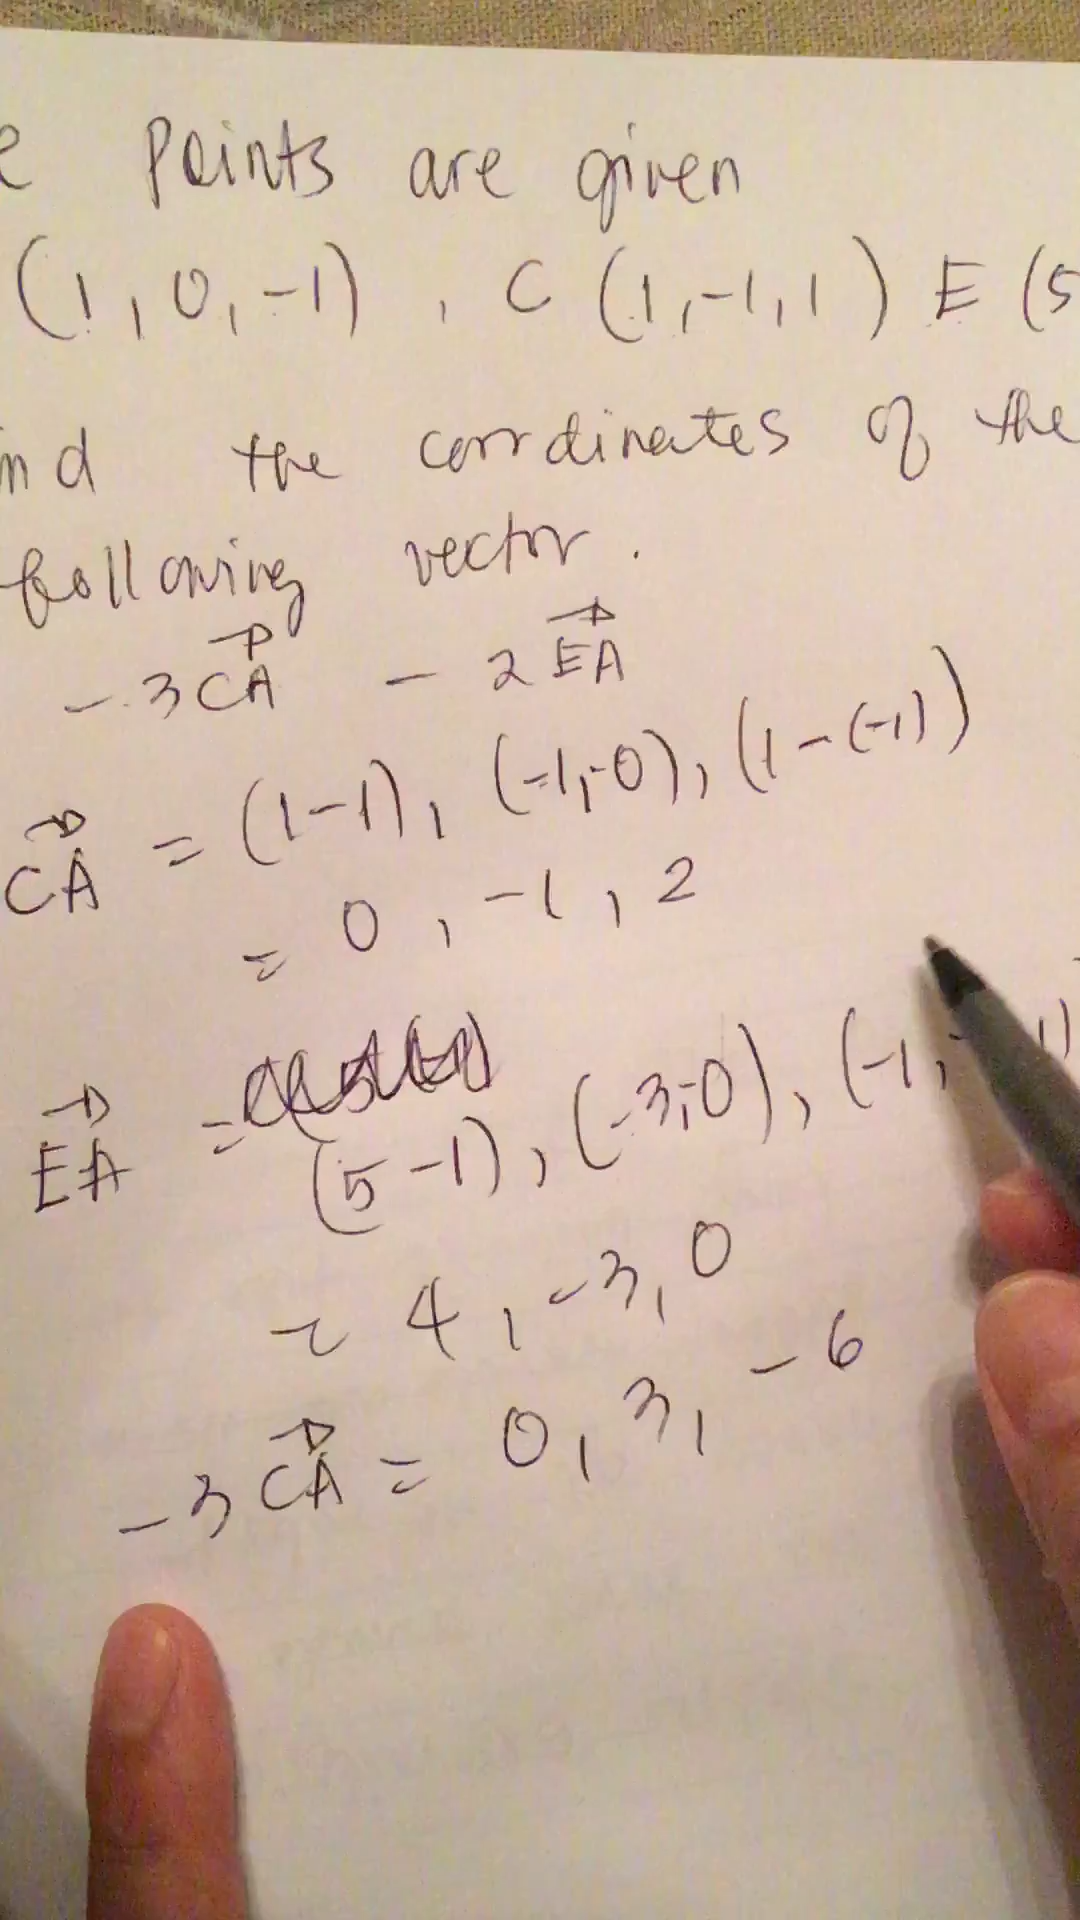 Points are given
(1, 0, -1) , C (1, -1, 1) E (5
the coordinates of the
following vector.
- 3 CA - 2 EA
CA = (1-1), (-1,-0), (1-(-1))
= 0, -1, 2
EA = (5-1), (-3,-0), (-1,
= 4, -3, 0
-3 CA = 0, 3, -6